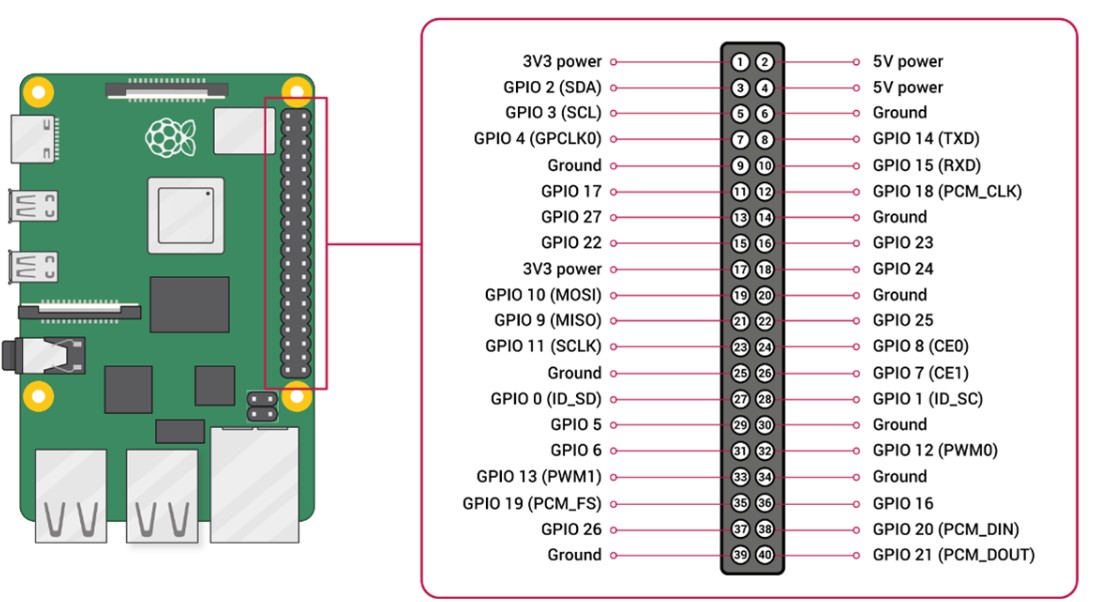 3V3 power 1 2 5V power
GPIO 2 (SDA) 3 4 5V power
GPIO 3 (SCL) 5 6 Ground
GPIO 4 (GPCLK0) 7 8 GPIO 14 (TXD)
Ground 9 10 GPIO 15 (RXD)
GPIO 17 11 12 GPIO 18 (PCM_CLK)
GPIO 27 13 14 Ground
GPIO 22 15 16 GPIO 23
3V3 power 17 18 GPIO 24
GPIO 10 (MOSI) 19 20 Ground
GPIO 9 (MISO) 21 22 GPIO 25
GPIO 11 (SCLK) 23 24 GPIO 8 (CE0)
Ground 25 26 GPIO 7 (CE1)
GPIO 0 (ID_SD) 27 28 GPIO 1 (ID_SC)
GPIO 5 29 30 Ground
GPIO 6 31 32 GPIO 12 (PWM0)
GPIO 13 (PWM1) 33 34 Ground
GPIO 19 (PCM_FS) 35 36 GPIO 16
GPIO 26 37 38 GPIO 20 (PCM_DIN)
Ground 39 40 GPIO 21 (PCM_DOUT)